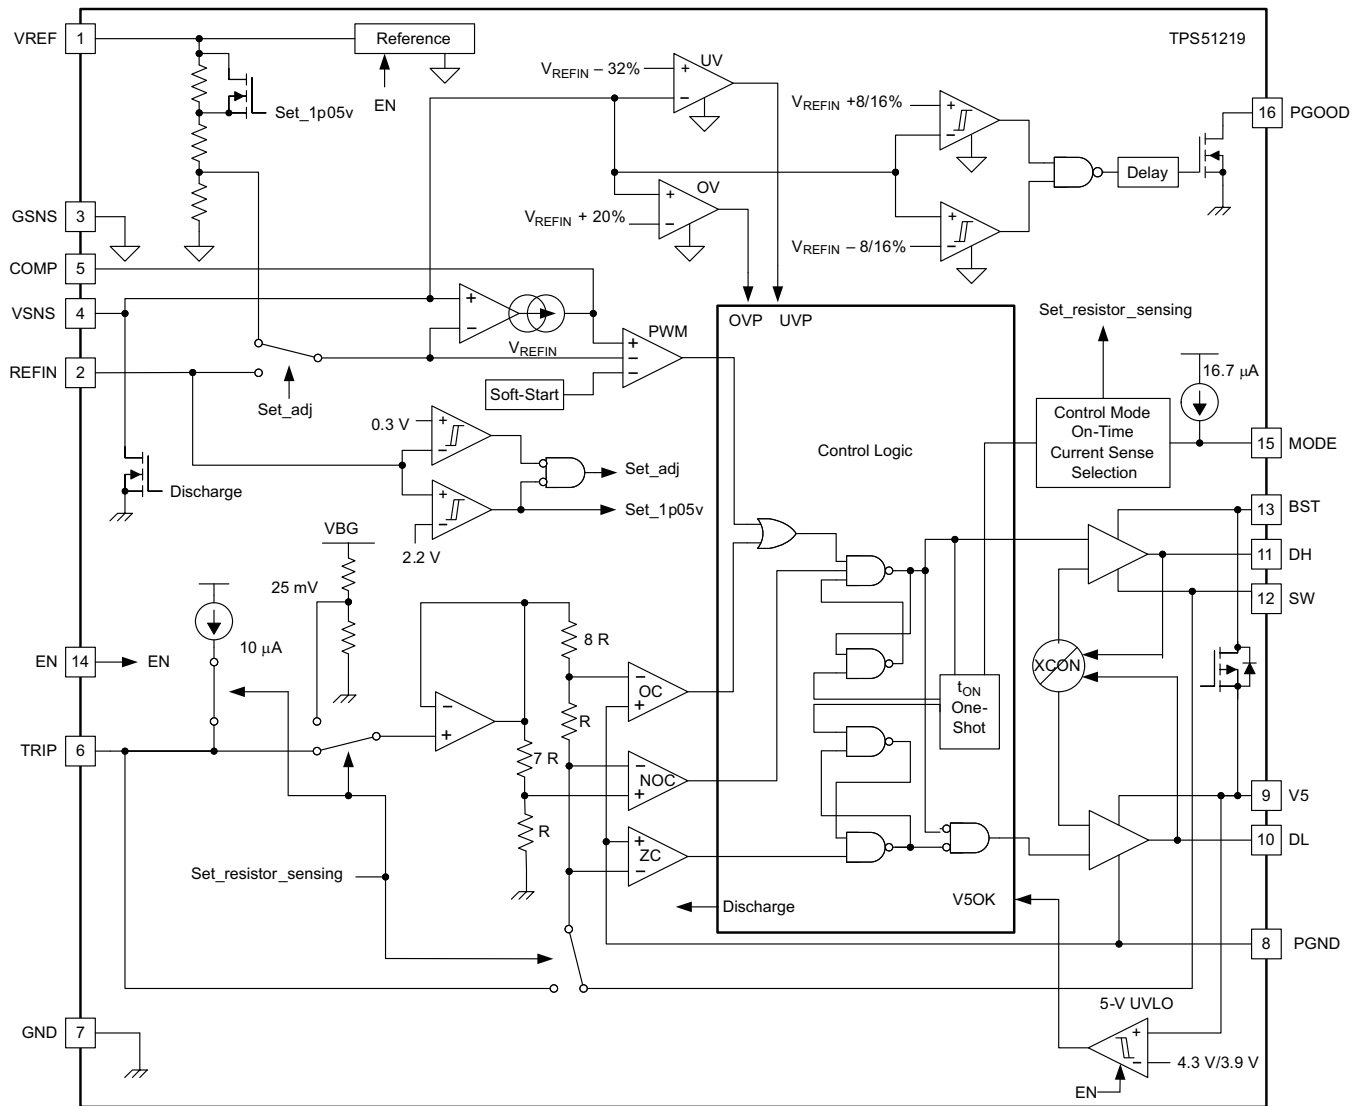 TPS51219
VREF 1
Reference
EN
Set_1p05v
V_REFIN – 32%
+
–
UV
V_REFIN +8/16%
+
–
16 PGOOD
Delay
GSNS 3
+
–
OV
V_REFIN + 20%
+
–
V_REFIN – 8/16%
COMP 5
VSNS 4
+
–
V_REFIN
PWM
+
–
–
Soft-Start
REFIN 2
Set_adj
OVP UVP
Control Logic
Set_resistor_sensing
16.7 μA
Control Mode
On-Time
Current Sense
Selection
15 MODE
0.3 V
+
–
+
–
2.2 V
Set_adj
Set_1p05v
Discharge
VBG
25 mV
10 μA
13 BST
11 DH
12 SW
XCON
EN 14
EN
8 R
–
OC
+
t_ON
One-
Shot
TRIP 6
–
+
R
7 R
–
NOC
+
R
+
ZC
–
9 V5
10 DL
Set_resistor_sensing
Discharge
V5OK
8 PGND
GND 7
5-V UVLO
+
–
4.3 V/3.9 V
EN